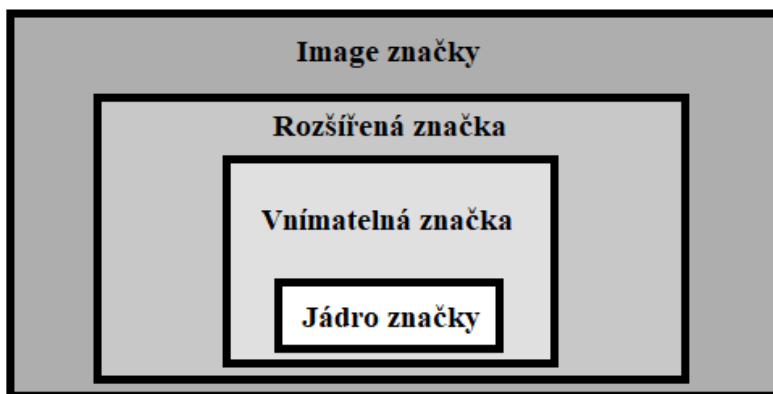 Image značky
Rozšířená značka
Vnímatelná značka
Jádro značky